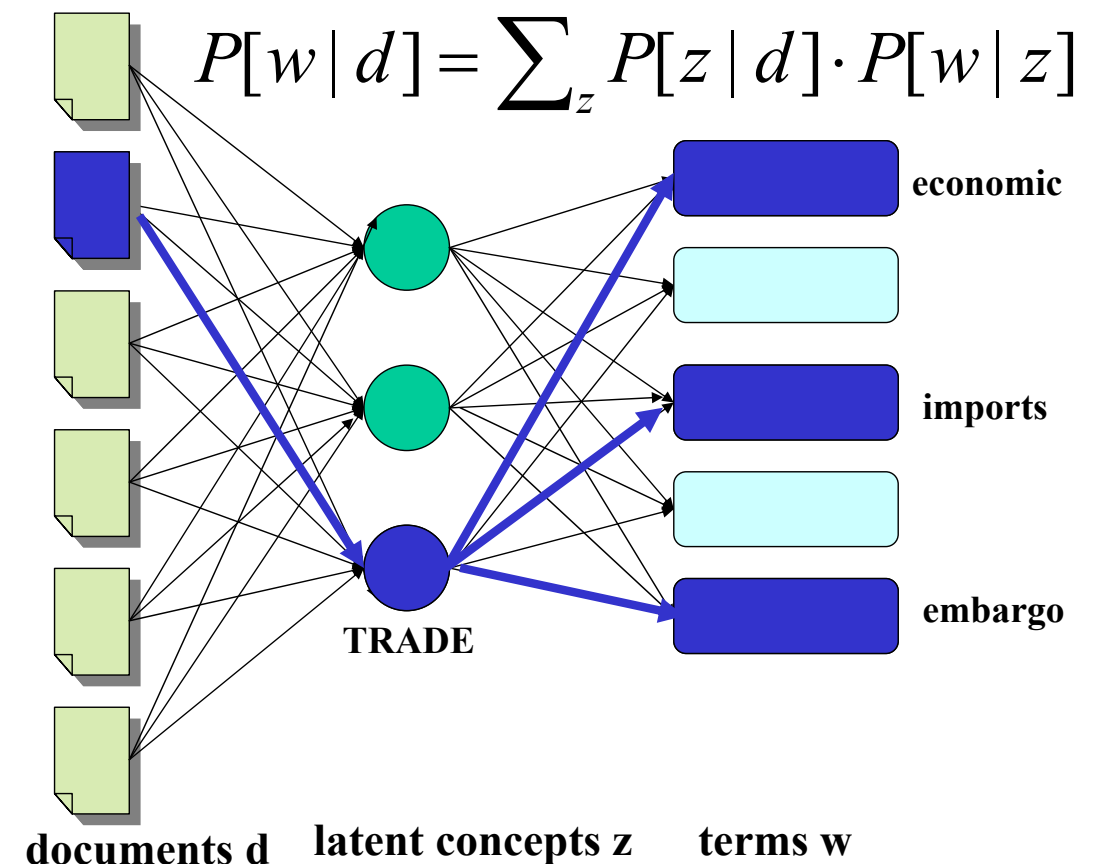 P[w | d] = ∑z P[z | d] · P[w | z]
economic
imports
embargo
TRADE
documents d latent concepts z terms w